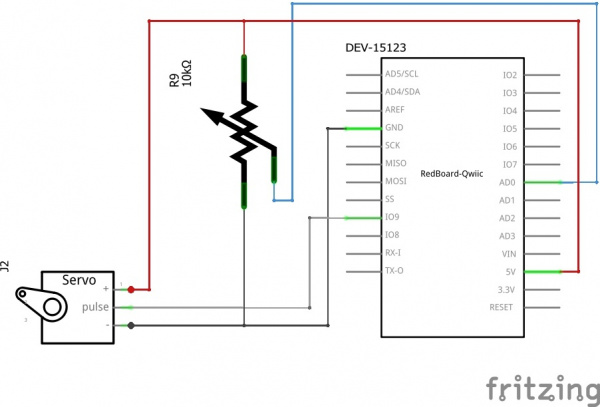 DEV-15123
R9
10kΩ
AD5/SCL
AD4/SDA
AREF
GND
SCK
MISO
MOSI
SS
IO9
IO8
RX-I
TX-O
RedBoard-Qwiic
IO2
IO3
IO4
IO5
IO6
IO7
AD0
AD1
AD2
AD3
VIN
5V
3.3V
RESET
J2
Servo
+
pulse
-
1
fritzing